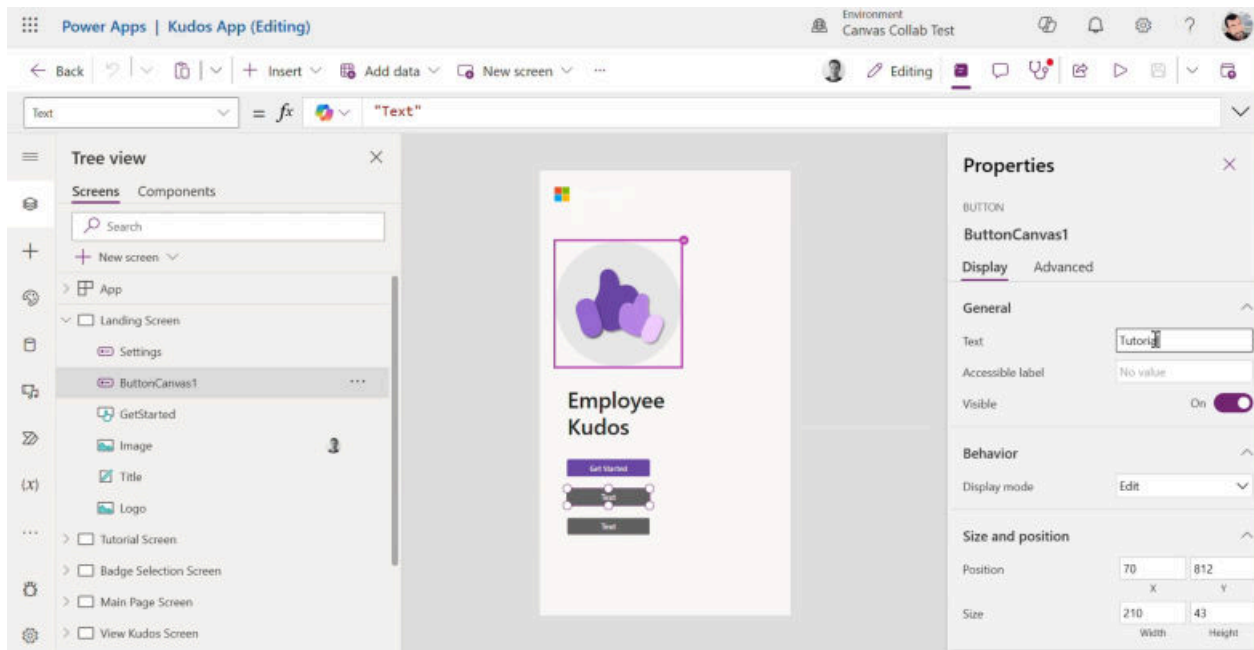 Power Apps | Kudos App (Editing)
Environment
Canvas Collab Test
Back
Insert
Add data
New screen
...
Editing
Text
= fx
"Text"
Tree view
Screens
Components
Search
New screen
App
Landing Screen
Settings
ButtonCanvas1
...
GetStarted
Image
Title
Logo
Tutorial Screen
Badge Selection Screen
Main Page Screen
View Kudos Screen
(x)
Employee
Kudos
Get Started
Text
Text
Properties
BUTTON
ButtonCanvas1
Display
Advanced
General
Text
Tutorial
Accessible label
No value
Visible
On
Behavior
Display mode
Edit
Size and position
Position
70
812
X
Y
Size
210
43
Width
Height